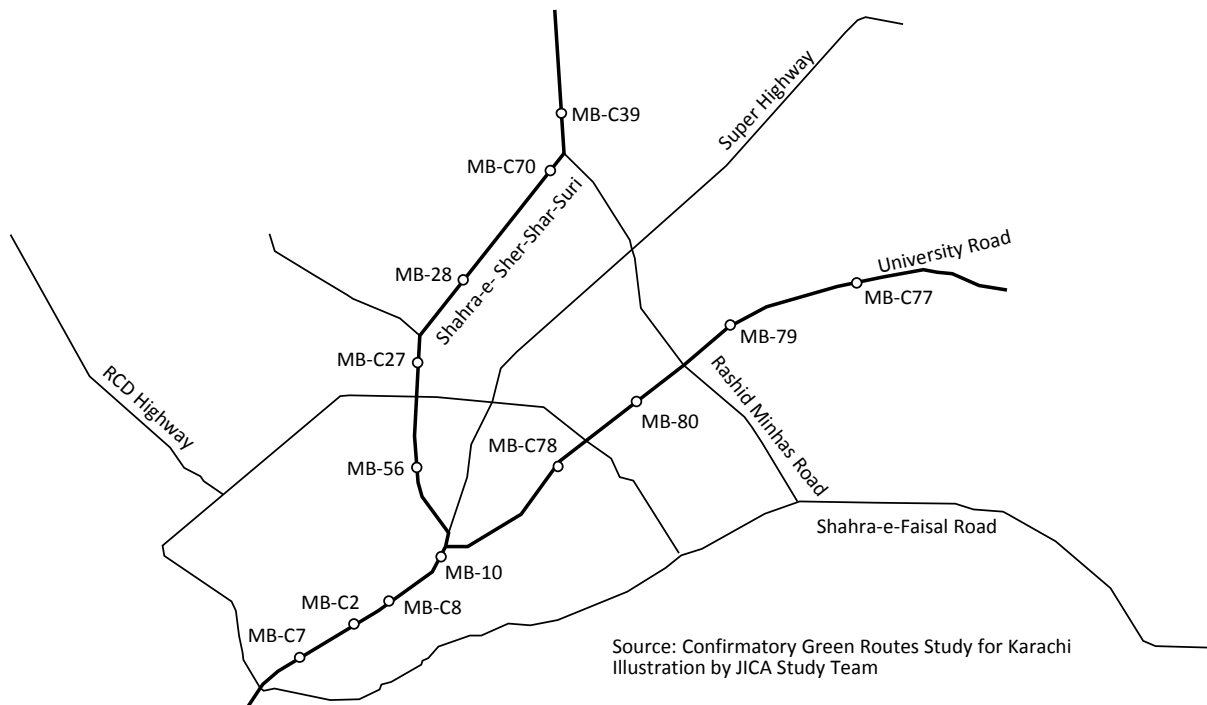 MB-C39
Super Highway
MB-C70
Shahra-e- Sher-Shar-Suri
University Road
MB-28
MB-C77
MB-79
MB-C27
RCD Highway
Rashid Minhas Road
MB-80
MB-C78
MB-56
Shahra-e-Faisal Road
MB-10
MB-C2
MB-C8
MB-C7
Source: Confirmatory Green Routes Study for Karachi
Illustration by JICA Study Team